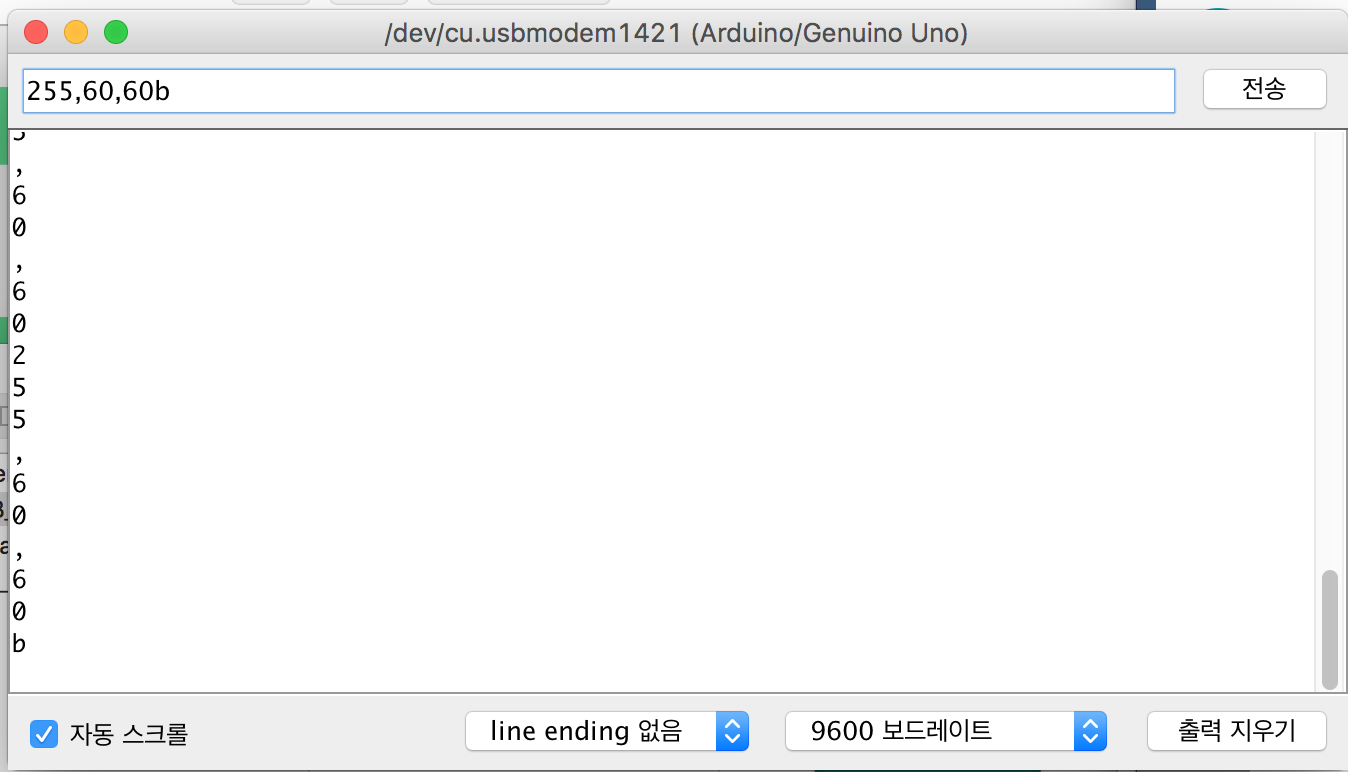 /dev/cu.usbmodem1421 (Arduino/Genuino Uno)
255,60,60b
전송
,
6
0
,
6
0
2
5
5
,
6
0
,
6
0
b
자동 스크롤
line ending 없음
9600 보드레이트
출력 지우기